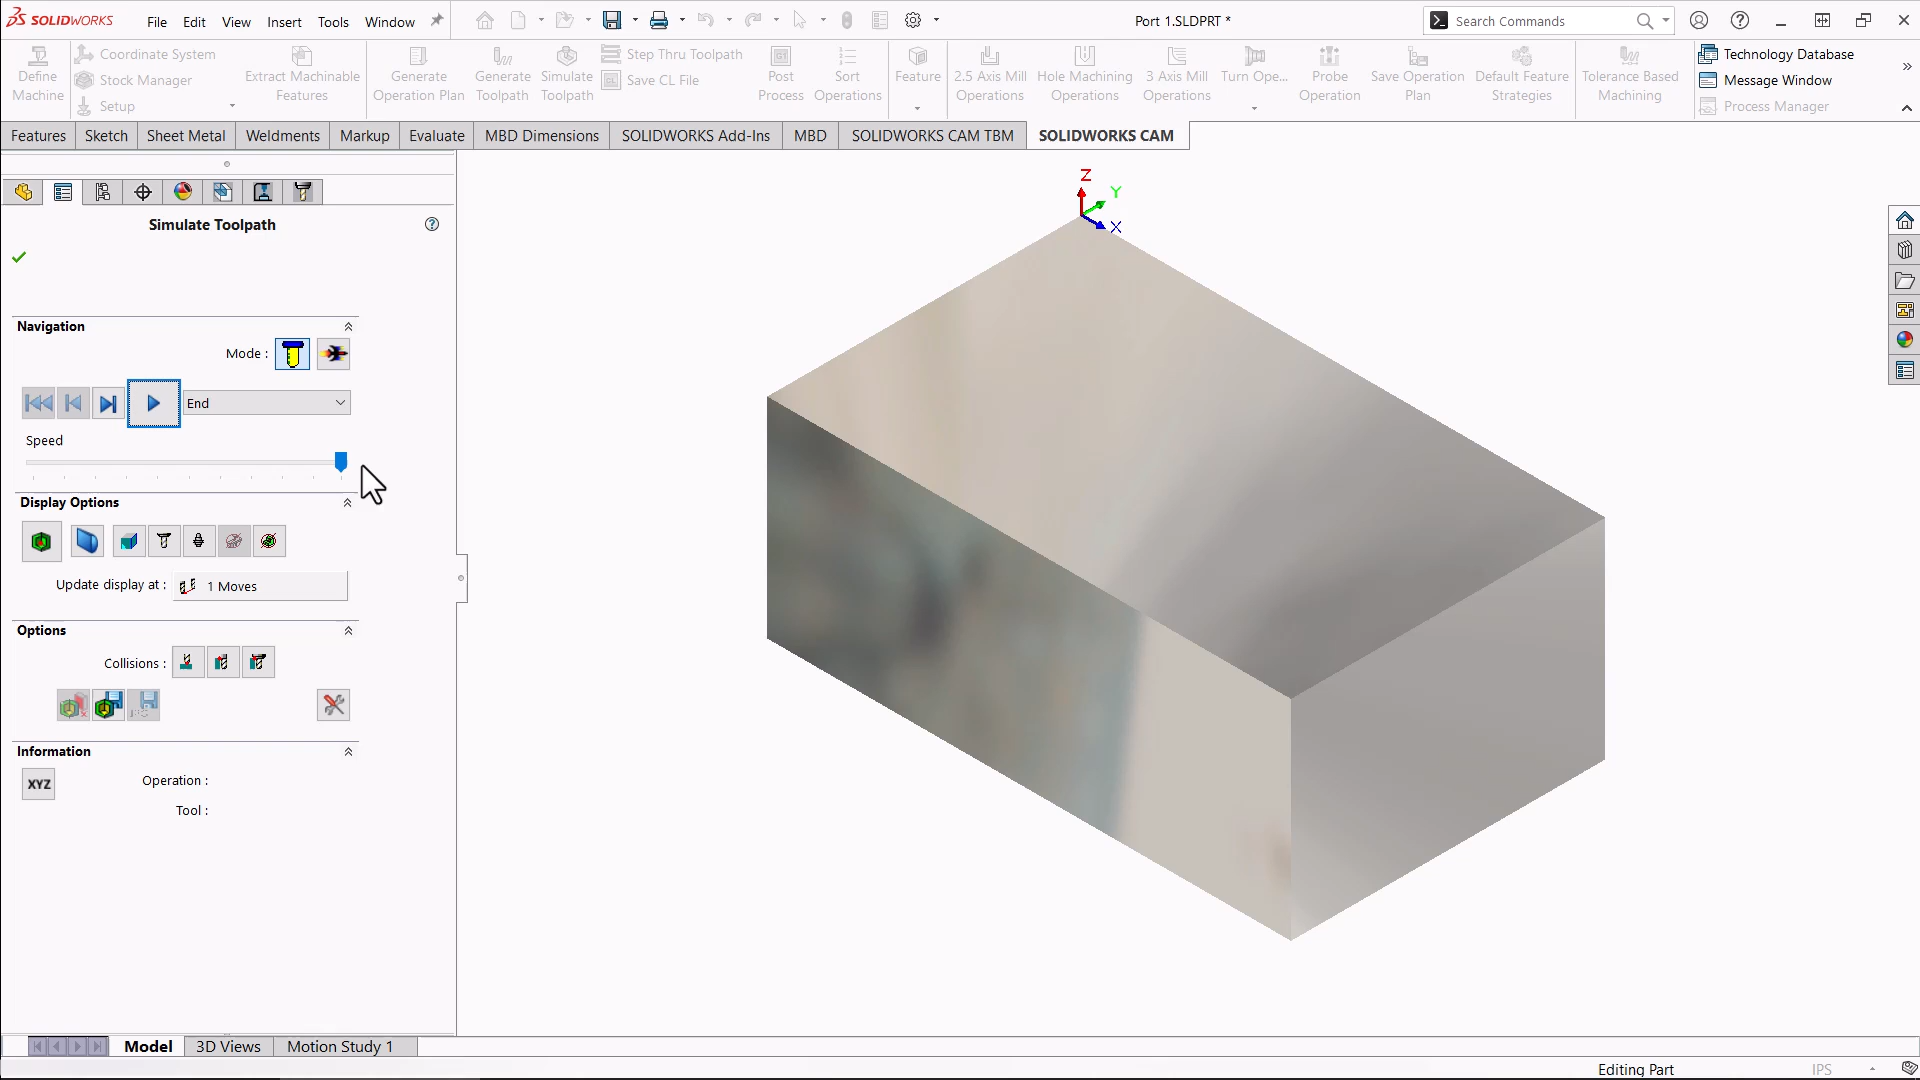 SOLIDWORKS File Edit View Insert Tools Window Part 1.SLDPRT * Search Commands
Define Machine
Coordinate System
Stock Manager
Setup
Extract Machinable Features
Generate Operation Plan
Generate Toolpath
Simulate Toolpath
Step Thru Toolpath
Save CL File
Post Process
Sort Operations
Feature
2.5 Axis Mill Operations
Hole Machining Operations
3 Axis Mill Operations
Turn Ope...
Probe Operation
Save Operation Plan
Default Feature Strategies
Tolerance Based Machining
Technology Database
Message Window
Process Manager
Features Sketch Sheet Metal Weldments Markup Evaluate MBD Dimensions SOLIDWORKS Add-Ins MBD SOLIDWORKS CAM TBM SOLIDWORKS CAM
Simulate Toolpath
Navigation
Mode :
End
Speed
Display Options
Update display at : 1 Moves
Options
Collisions :
Information
XYZ
Operation :
Tool :
Z
Y
X
Model 3D Views Motion Study 1
Editing Part IPS